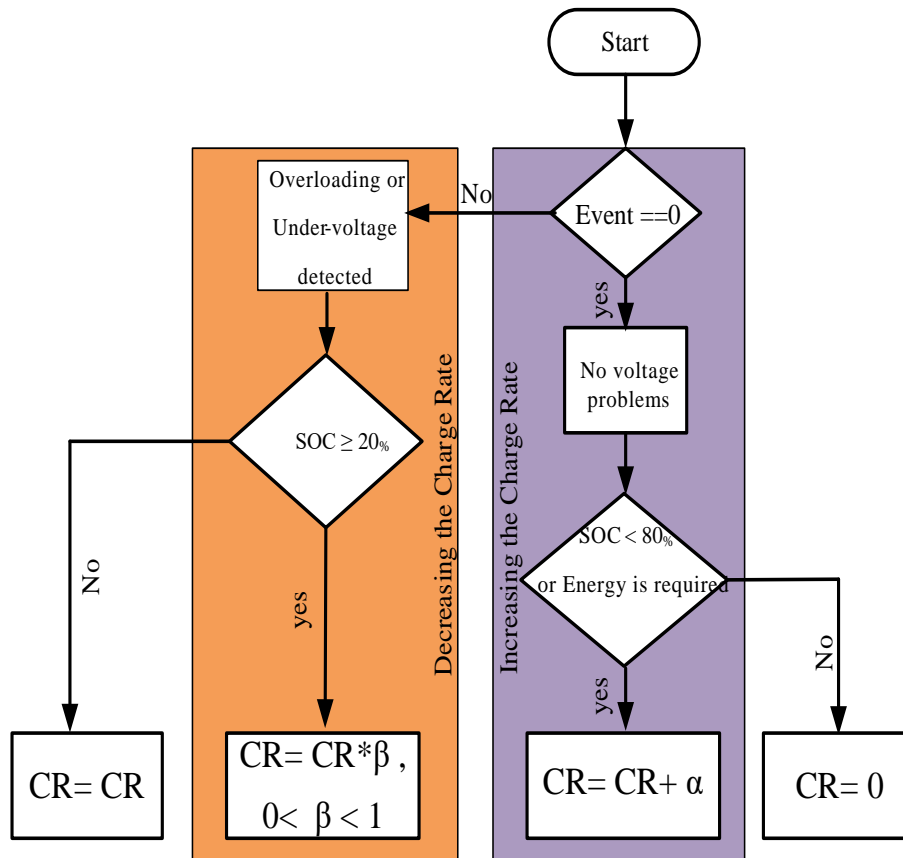 Start
Event ==0
No
yes
Overloading or
Under-voltage
detected
No voltage
problems
SOC ≥ 20%
SOC < 80%
or Energy is required
Decreasing the Charge Rate
Increasing the Charge Rate
No
yes
yes
No
CR= CR
CR= CR*β ,
0< β < 1
CR= CR+ α
CR= 0